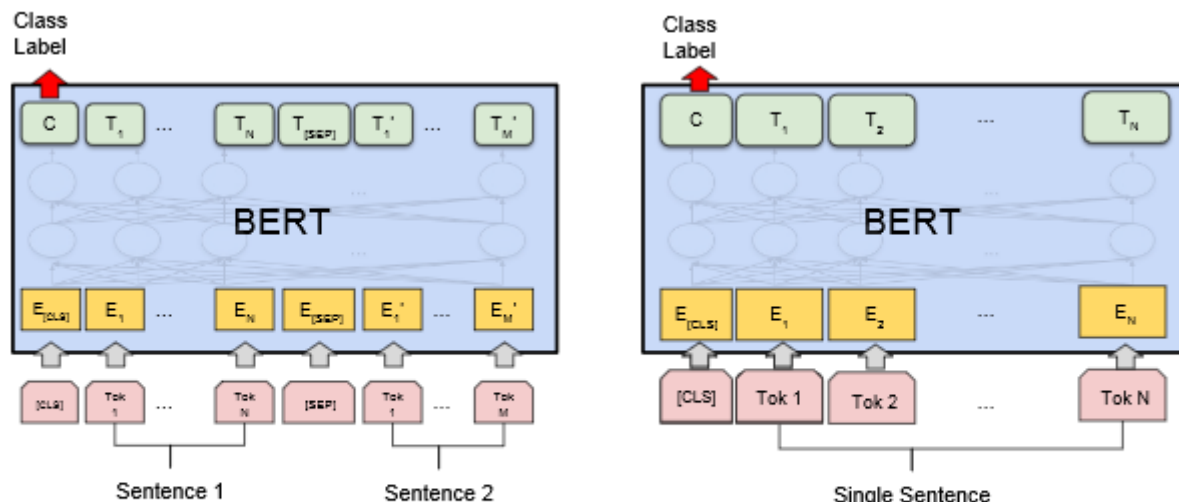 Class
Label
C T1 ... TN T[SEP] T1' ... TM'
...
BERT
...
E[CLS] E1 ... EN E[SEP] E1' ... EM'
[CLS] Tok 1 ... Tok N [SEP] Tok 1 ... Tok M
Sentence 1 Sentence 2
Class
Label
C T1 T2 ... TN
...
BERT
...
E[CLS] E1 E2 ... EN
[CLS] Tok 1 Tok 2 ... Tok N
Single Sentence